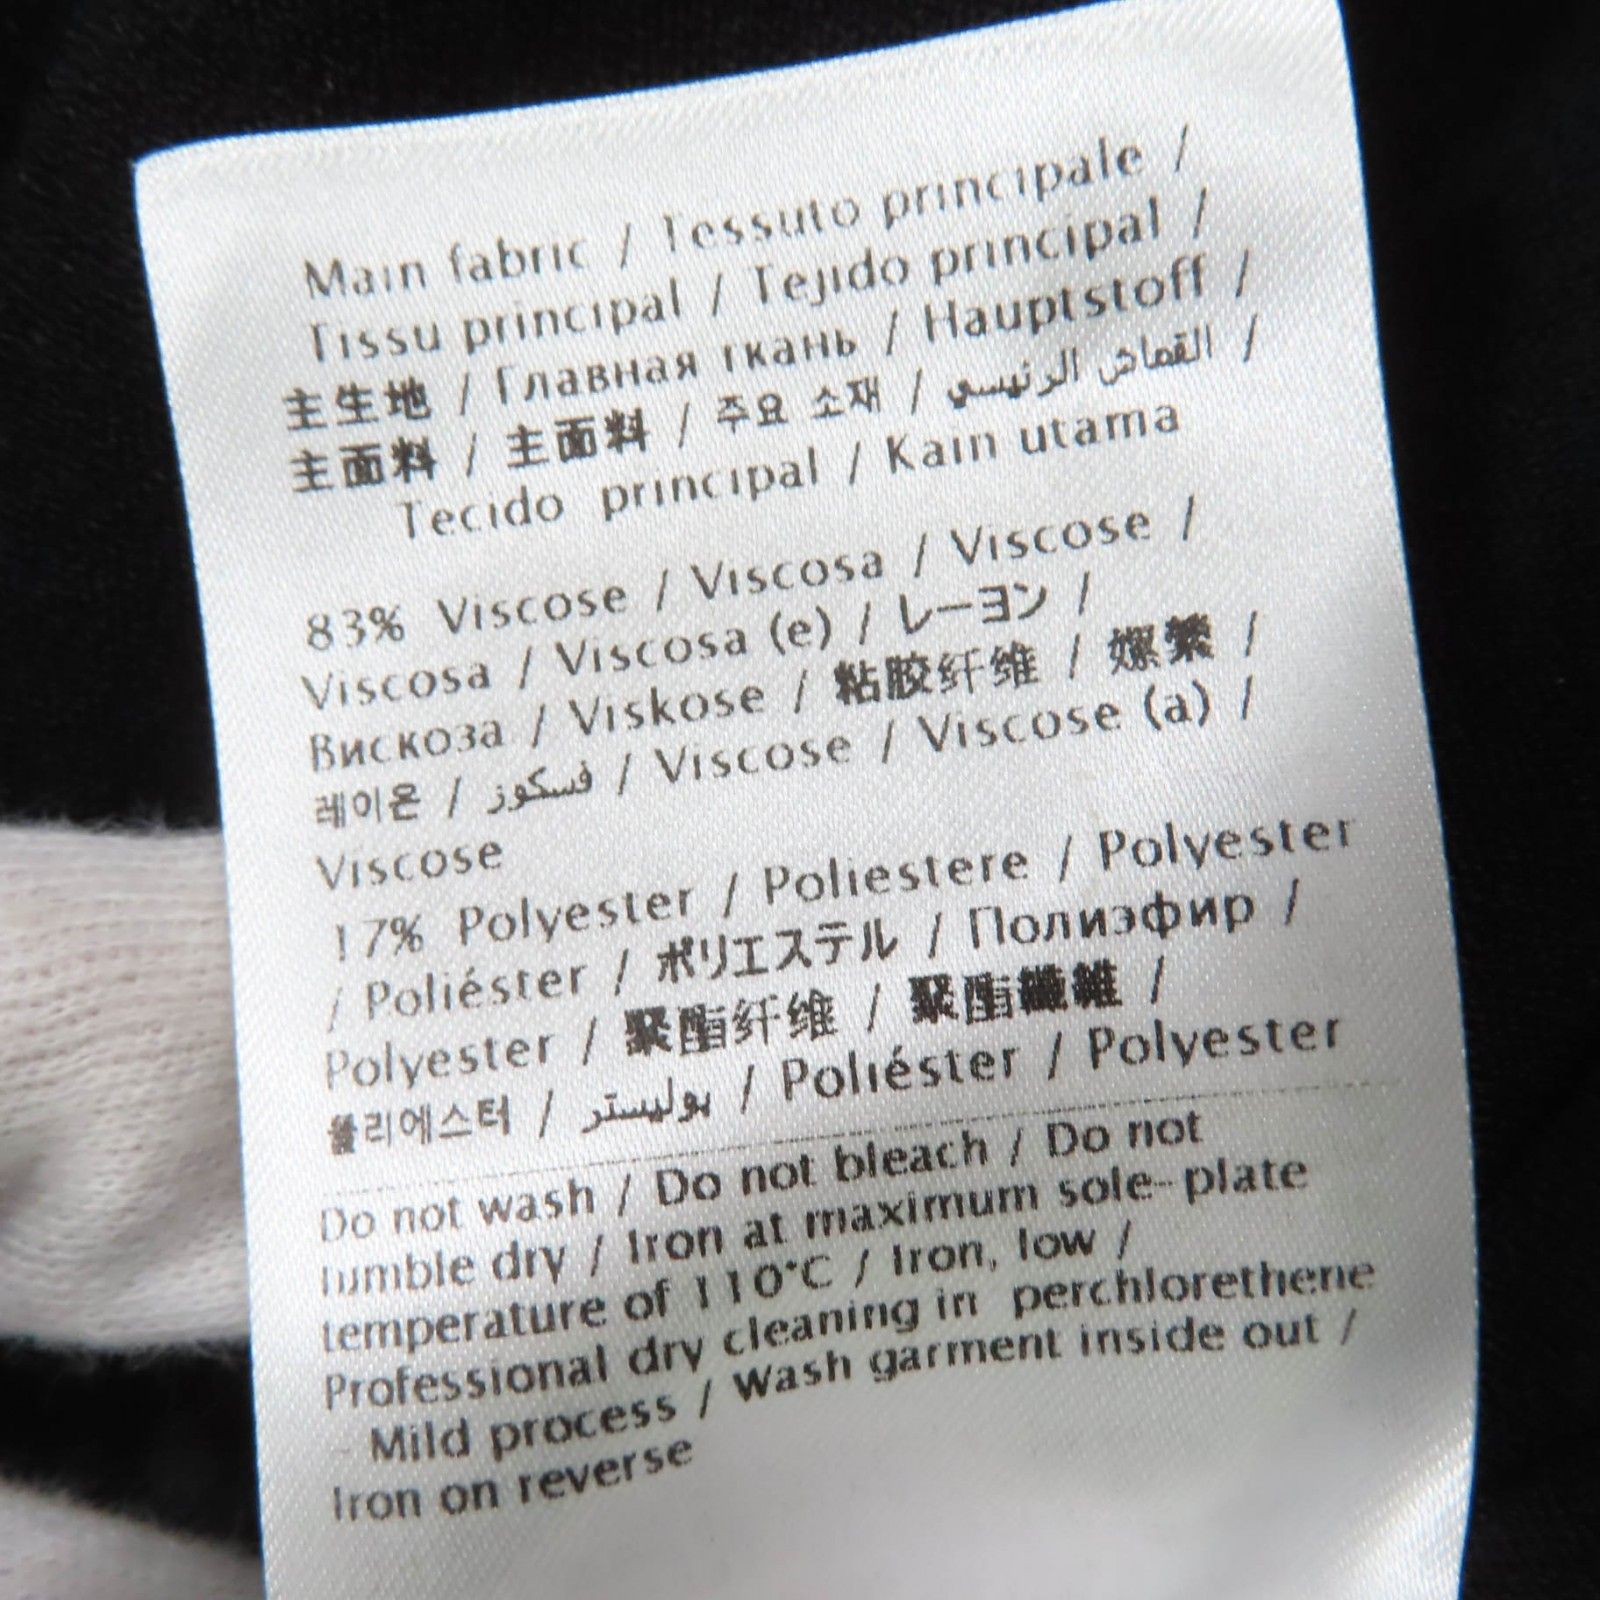 Main fabric / Tessuto principale /
Tissu principal / Tejido principal /
主生地 / Главная ткань / Hauptstoff /
主面料 / 主面料 / 주요 소재 / القماش الرئيسي /
Tecido principal / Kain utama
83% Viscose / Viscosa / Viscose /
Viscosa / Viscosa (e) / レーヨン /
Вискоза / Viskose / 粘胶纤维 / 嫘縈 /
레이온 / فسكوز / Viscose / Viscose (a) /
Viscose
17% Polyester / Poliestere / Polyester
/ Poliéster / ポリエステル / Полиэфир /
Polyester / 聚酯纤维 / 聚酯纖維 /
폴리에스터 / بوليستر / Poliéster / Polyester
Do not wash / Do not bleach / Do not
tumble dry / Iron at maximum sole-plate
temperature of 110°C / Iron, low /
Professional dry cleaning in perchlorethene
Mild process / Wash garment inside out /
Iron on reverse